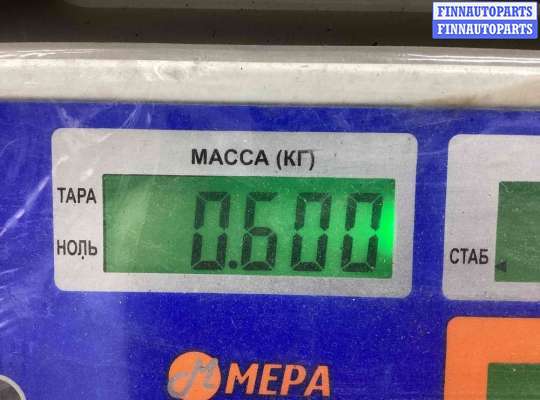 FINNAUTOPARTS
FINNAUTOPARTS
МАССА (КГ)
ТАРА
0.600
НОЛЬ
СТАБ
М МЕРА